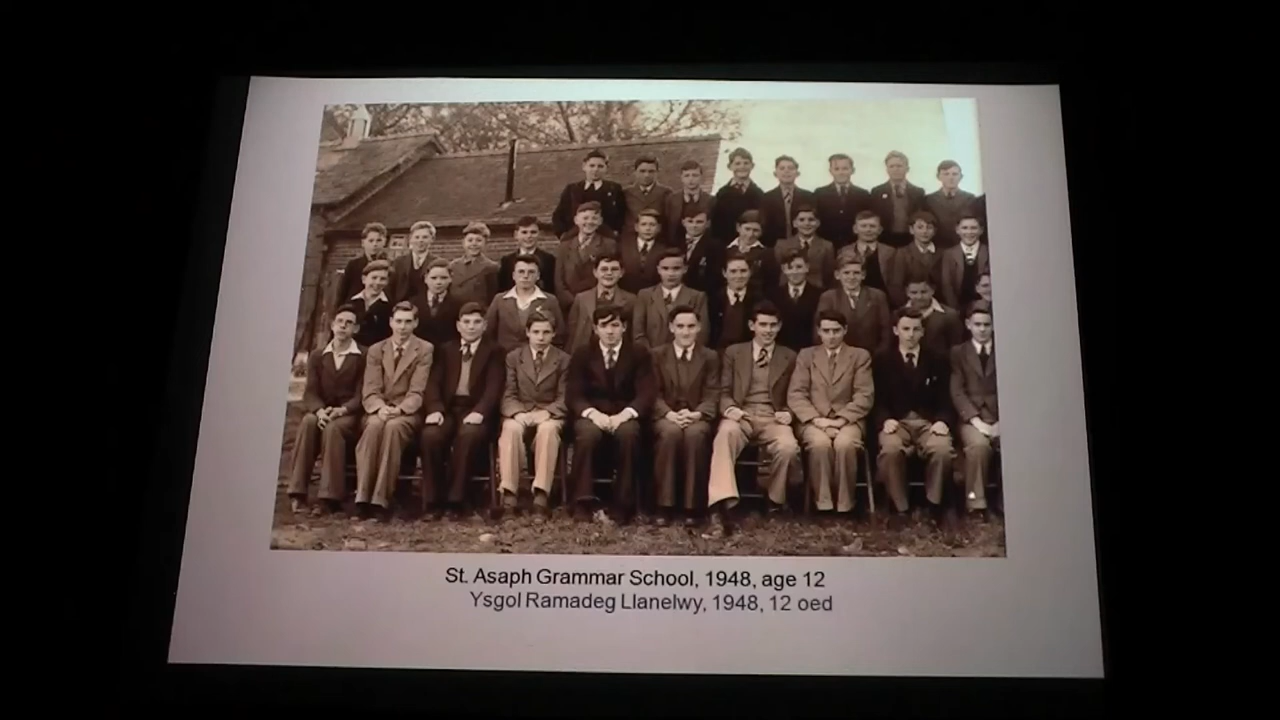 St. Asaph Grammar School, 1948, age 12
Ysgol Ramadeg Llanelwy, 1948, 12 oed